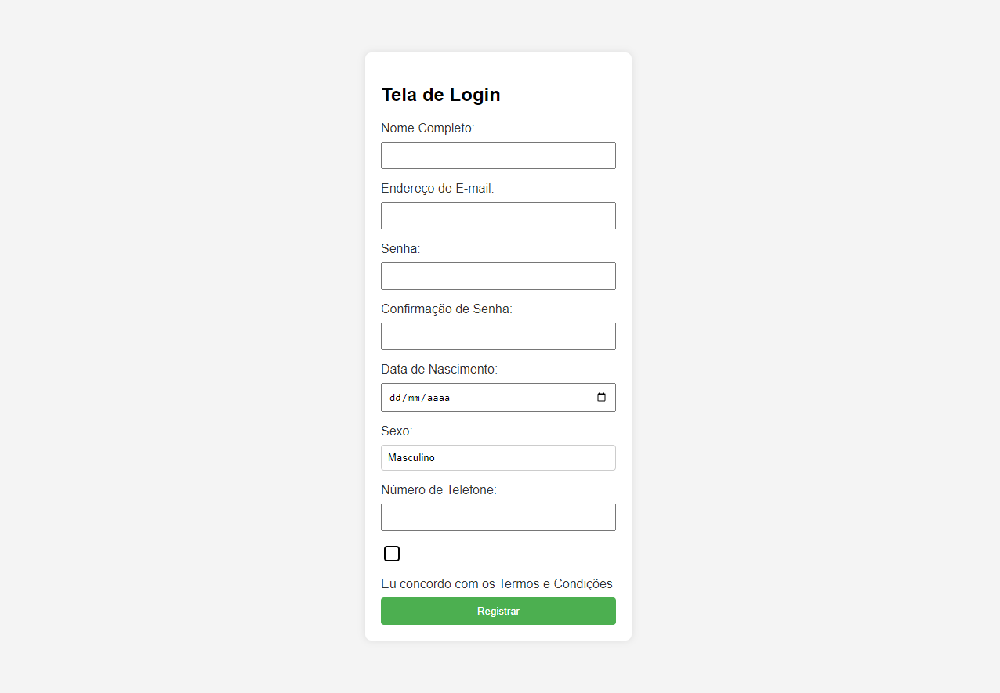 Tela de Login
Nome Completo:
Endereço de E-mail:
Senha:
Confirmação de Senha:
Data de Nascimento:
dd/mm/aaaa
Sexo:
Masculino
Número de Telefone:
Eu concordo com os Termos e Condições
Registrar